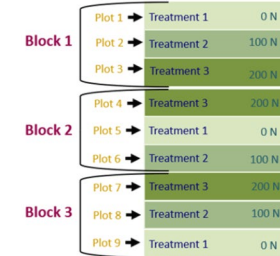 Plot 1 Treatment 1 0 N
Block 1 Plot 2 Treatment 2 100 N
Plot 3 Treatment 3 200 N
Plot 4 Treatment 3 200 N
Block 2 Plot 5 Treatment 1 0 N
Plot 6 Treatment 2 100 N
Plot 7 Treatment 3 200 N
Block 3 Plot 8 Treatment 2 100 N
Plot 9 Treatment 1 0 N